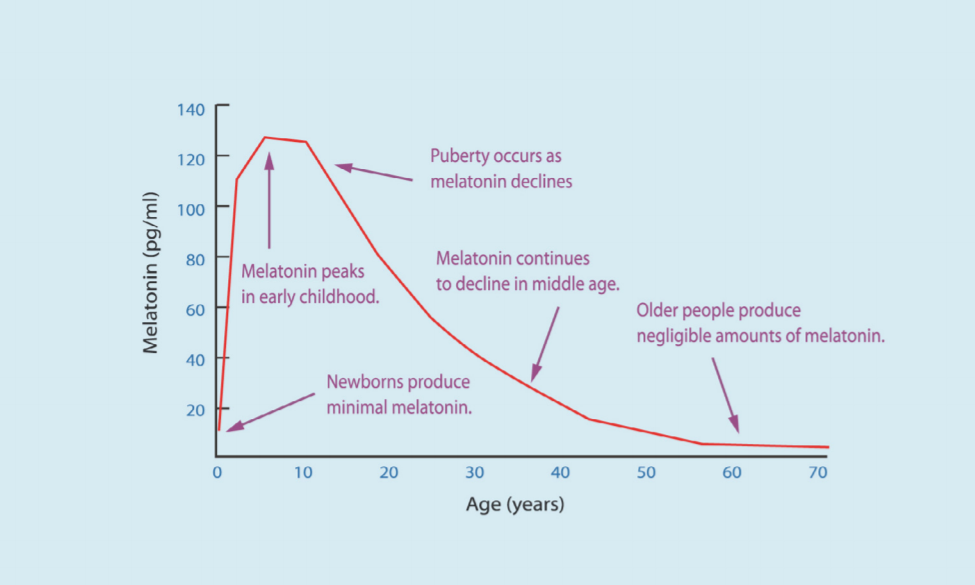 140
120
100
80
60
40
20
Melatonin (pg/ml)
Puberty occurs as
melatonin declines
Melatonin peaks
in early childhood.
Melatonin continues
to decline in middle age.
Older people produce
negligible amounts of melatonin.
Newborns produce
minimal melatonin.
0 10 20 30 40 50 60 70
Age (years)